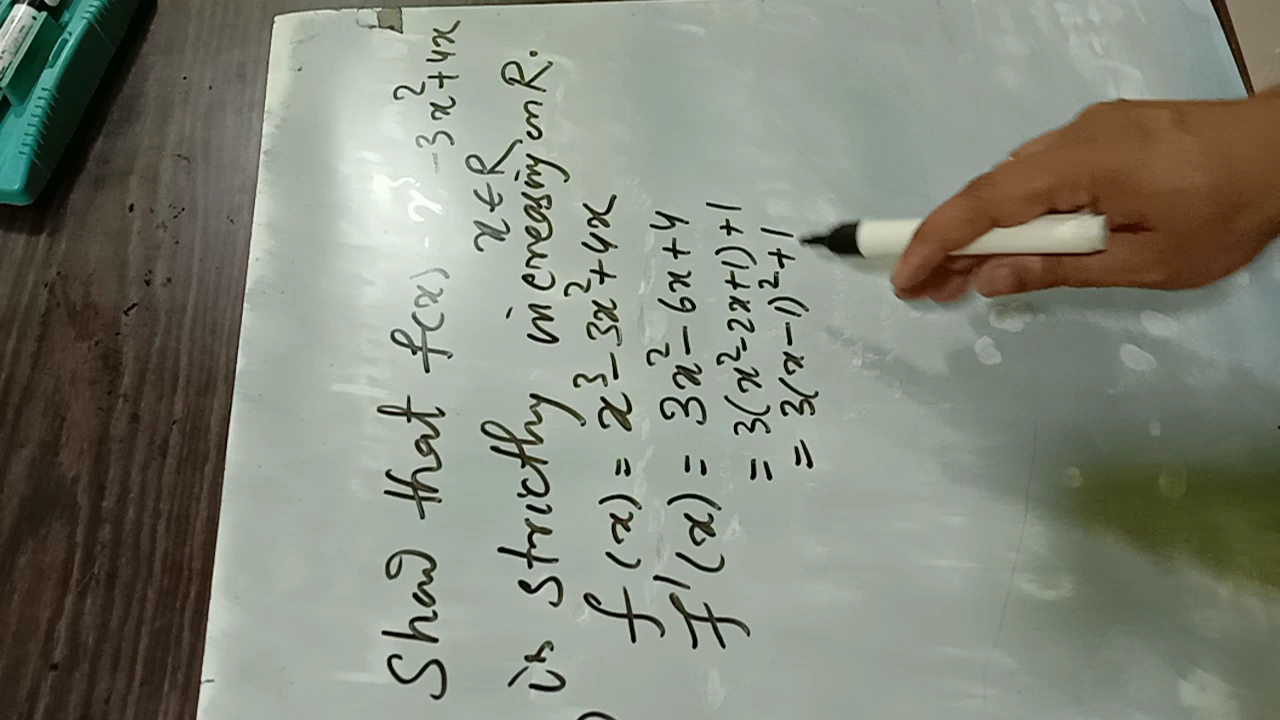 Show that f(x) = x³ - 3x² + 4x
x ∈ R
is strictly increasing on R.
f(x) = x³ - 3x² + 4x
f'(x) = 3x² - 6x + 4
= 3(x² - 2x + 1) + 1
= 3(x - 1)² + 1